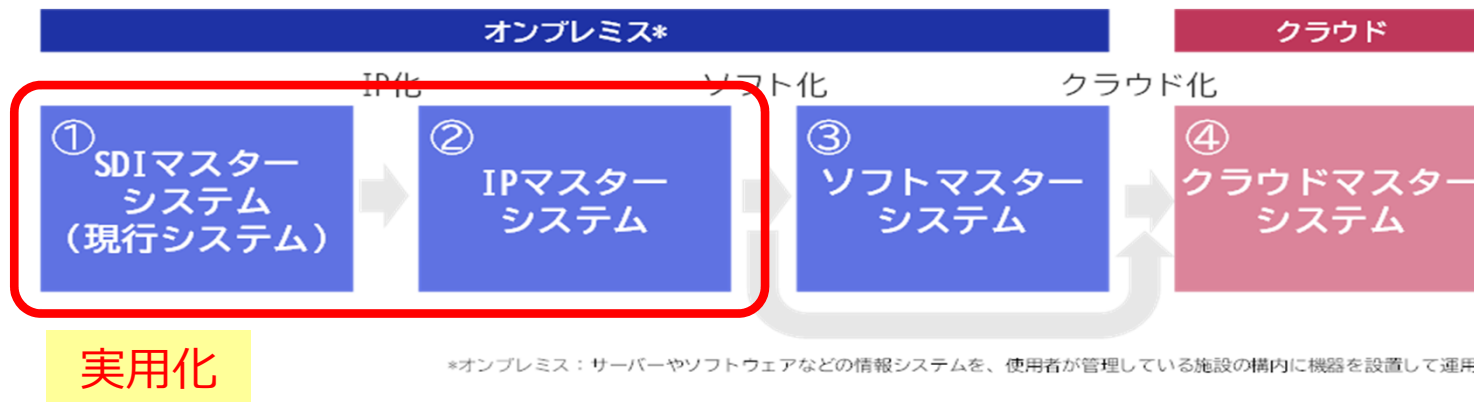 オンプレミス*
クラウド
IP化
ソフト化
クラウド化
①
SDIマスター
システム
（現行システム）
②
IPマスター
システム
③
ソフトマスター
システム
④
クラウドマスター
システム
実用化
*オンプレミス：サーバーやソフトウェアなどの情報システムを、使用者が管理している施設の構内に機器を設置して運用